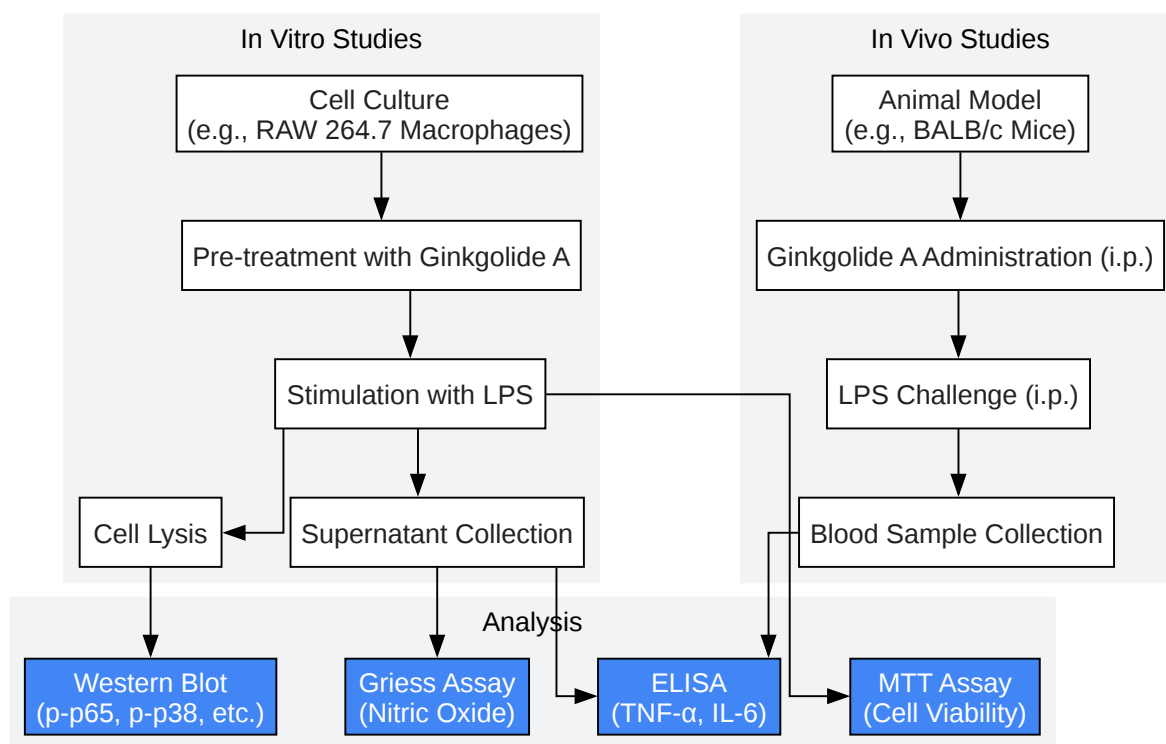 In Vitro Studies
Cell Culture
(e.g., RAW 264.7 Macrophages)
Pre-treatment with Ginkgolide A
Stimulation with LPS
Cell Lysis
Supernatant Collection
In Vivo Studies
Animal Model
(e.g., BALB/c Mice)
Ginkgolide A Administration (i.p.)
LPS Challenge (i.p.)
Blood Sample Collection
Analysis
Western Blot
(p-p65, p-p38, etc.)
Griess Assay
(Nitric Oxide)
ELISA
(TNF-α, IL-6)
MTT Assay
(Cell Viability)